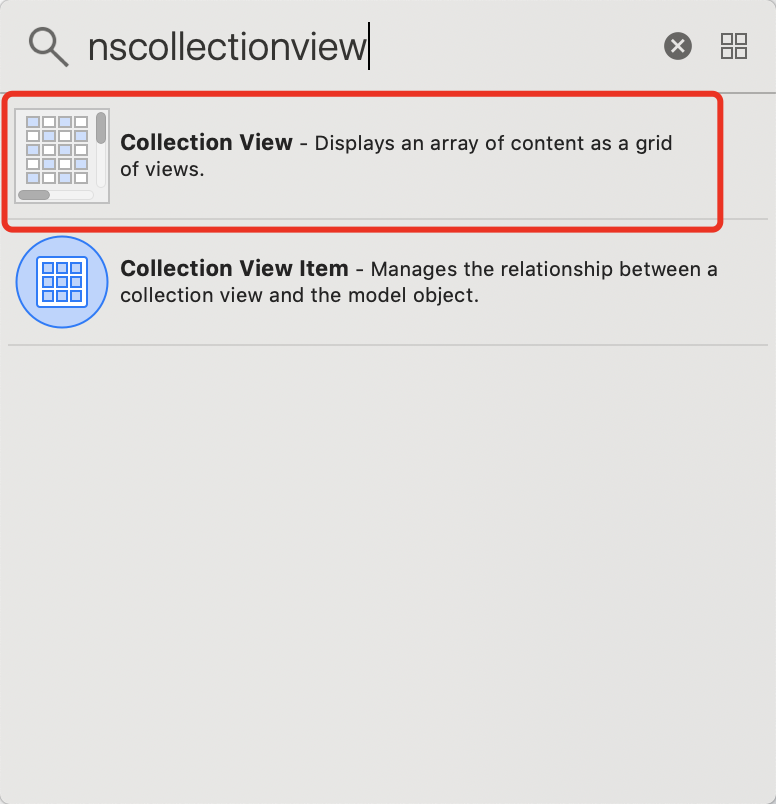 nscollectionview
Collection View - Displays an array of content as a grid
of views.
Collection View Item - Manages the relationship between a
collection view and the model object.